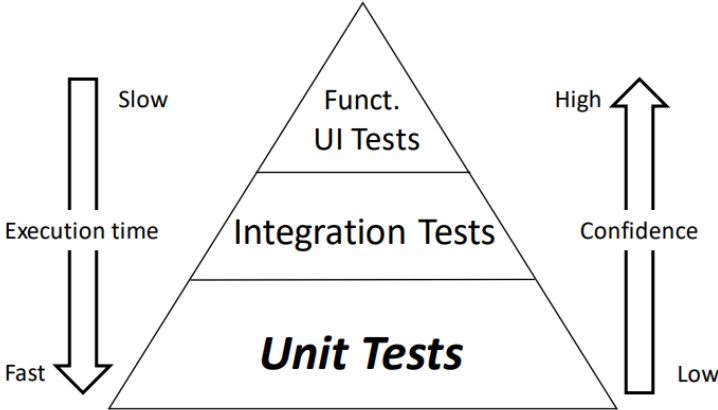 Slow
Funct.
High
UI Tests
Execution time
Integration Tests
Confidence
Unit Tests
Fast
Low